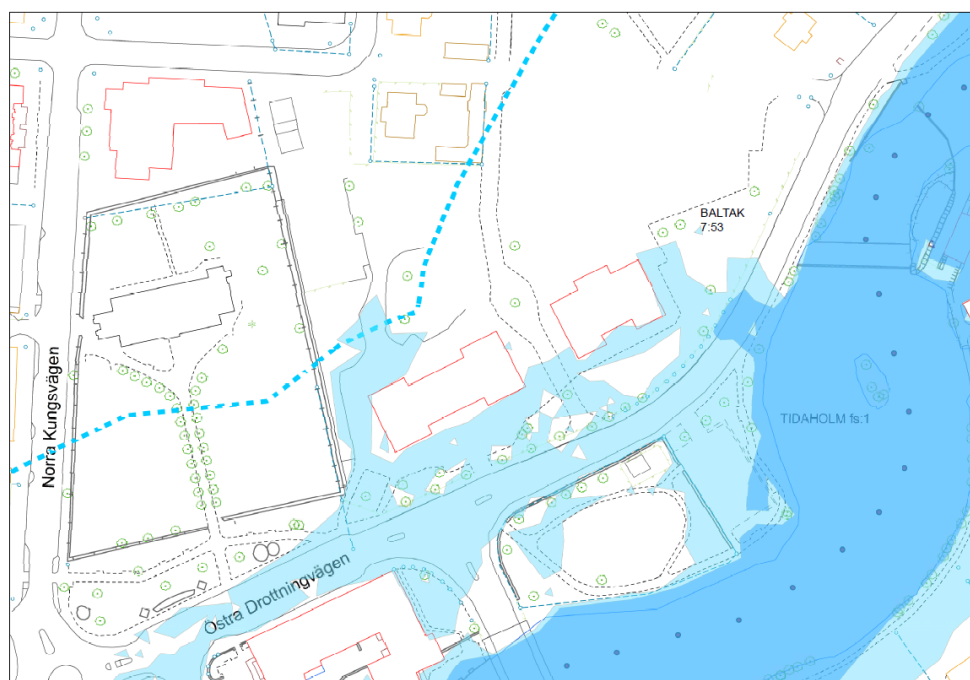 BALTAK
7:53
TIDAHOLM fs:1
Norra Kungsvägen
Östra Drottningvägen